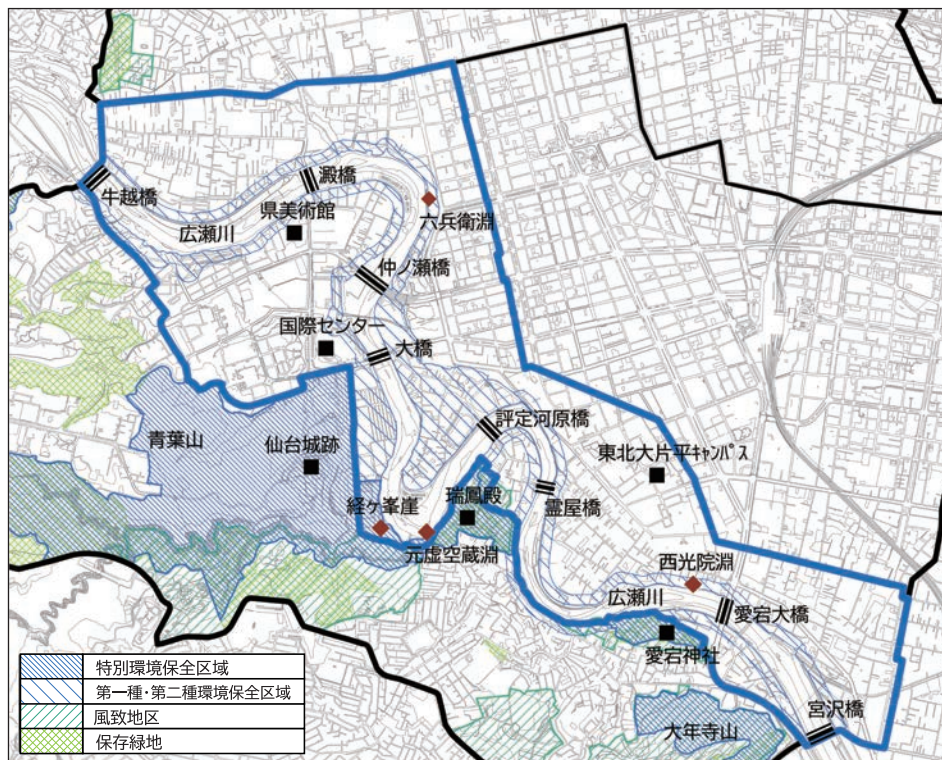 澱橋
牛越橋
県美術館
六兵衛淵
広瀬川
仲ノ瀬橋
国際センター
大橋
評定河原橋
青葉山
仙台城跡
東北大片平キャンパス
瑞鳳殿
霊屋橋
経ヶ峯崖
元虚空蔵淵
西光院淵
広瀬川
愛宕大橋
愛宕神社
宮沢橋
大年寺山
特別環境保全区域
第一種・第二種環境保全区域
風致地区
保存緑地